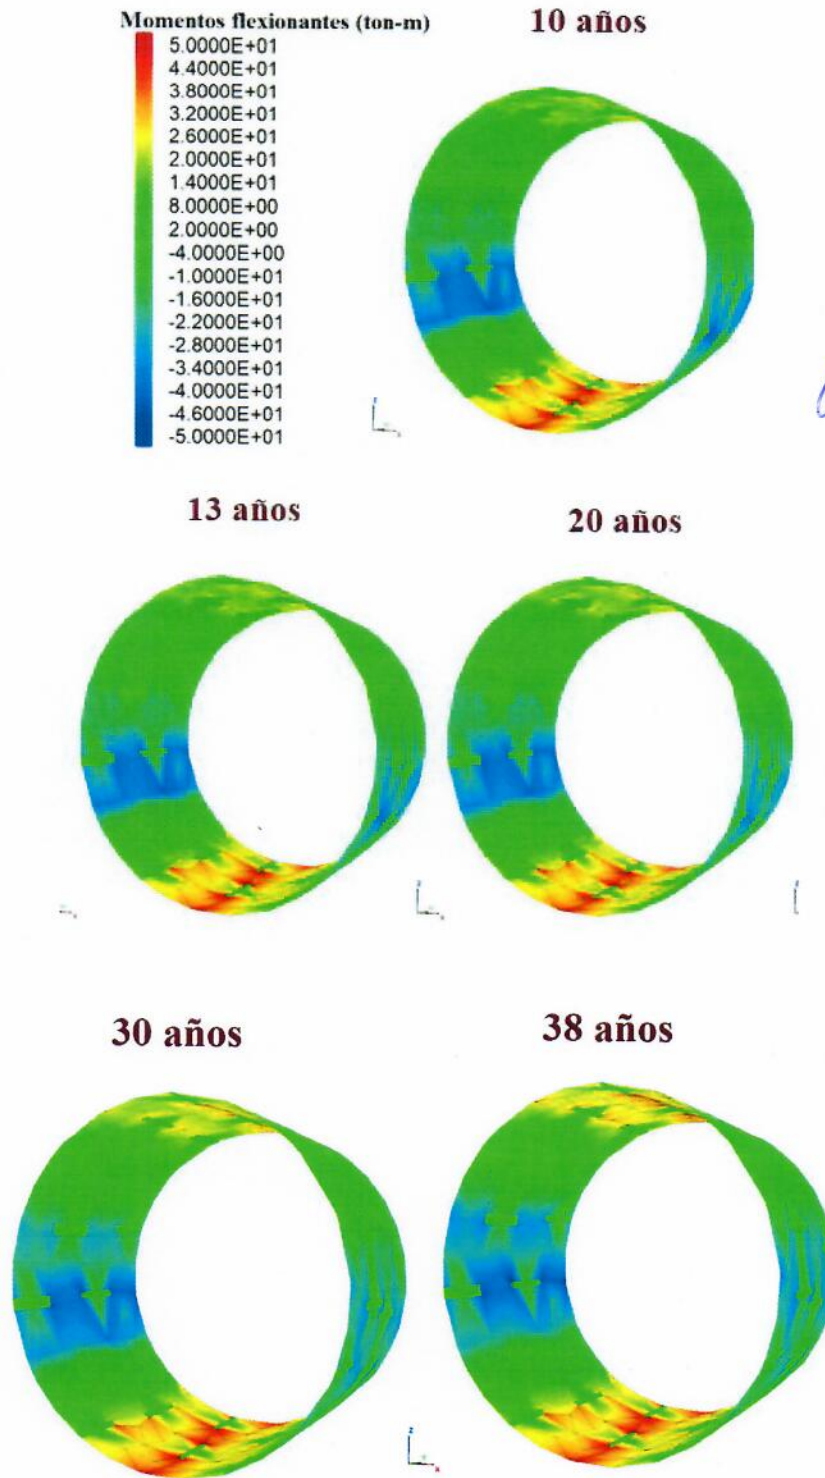 Momentos flexionantes (ton-m)
5.0000E+01
4.4000E+01
3.8000E+01
3.2000E+01
2.6000E+01
2.0000E+01
1.4000E+01
8.0000E+00
2.0000E+00
-4.0000E+00
-1.0000E+01
-1.6000E+01
-2.2000E+01
-2.8000E+01
-3.4000E+01
-4.0000E+01
-4.6000E+01
-5.0000E+01
10 años
13 años
20 años
30 años
38 años